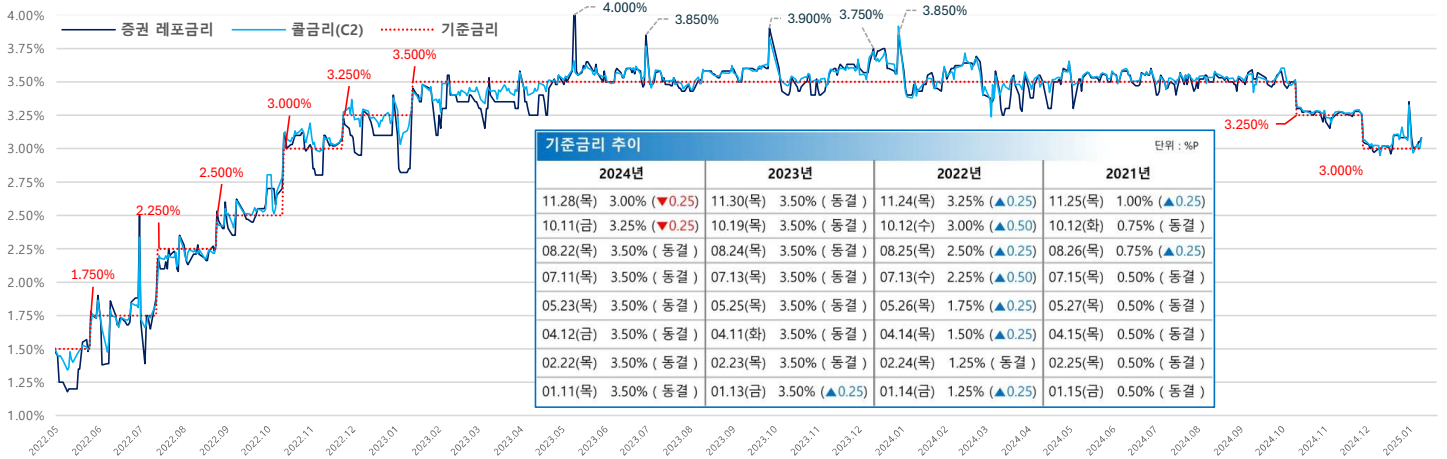 4.00%
3.75%
3.50%
3.25%
3.00%
2.75%
2.50%
2.25%
2.00%
1.75%
1.50%
1.25%
1.00%
증권 레포금리 콜금리(C2) 기준금리
1.750%
2.250%
2.500%
3.000%
3.250%
3.500%
4.000%
3.850%
3.900%
3.750%
3.850%
3.250%
3.000%
기준금리 추이 단위 : %P
2024년 2023년 2022년 2021년
11.28(목) 3.00% (▼0.25) 11.30(목) 3.50% ( 동결 ) 11.24(목) 3.25% (▲0.25) 11.25(목) 1.00% (▲0.25)
10.11(금) 3.25% (▼0.25) 10.19(목) 3.50% ( 동결 ) 10.12(수) 3.00% (▲0.50) 10.12(화) 0.75% ( 동결 )
08.22(목) 3.50% ( 동결 ) 08.24(목) 3.50% ( 동결 ) 08.25(목) 2.50% (▲0.25) 08.26(목) 0.75% (▲0.25)
07.11(목) 3.50% ( 동결 ) 07.13(목) 3.50% ( 동결 ) 07.13(수) 2.25% (▲0.50) 07.15(목) 0.50% ( 동결 )
05.23(목) 3.50% ( 동결 ) 05.25(목) 3.50% ( 동결 ) 05.26(목) 1.75% (▲0.25) 05.27(목) 0.50% ( 동결 )
04.12(금) 3.50% ( 동결 ) 04.11(화) 3.50% ( 동결 ) 04.14(목) 1.50% (▲0.25) 04.15(목) 0.50% ( 동결 )
02.22(목) 3.50% ( 동결 ) 02.23(목) 3.50% ( 동결 ) 02.24(목) 1.25% ( 동결 ) 02.25(목) 0.50% ( 동결 )
01.11(목) 3.50% ( 동결 ) 01.13(금) 3.50% (▲0.25) 01.14(금) 1.25% (▲0.25) 01.15(금) 0.50% ( 동결 )
2022.05 2022.06 2022.07 2022.08 2022.09 2022.10 2022.11 2022.12 2023.01 2023.02 2023.03 2023.04 2023.05 2023.06 2023.07 2023.08 2023.09 2023.10 2023.11 2023.12 2024.01 2024.02 2024.03 2024.04 2024.05 2024.06 2024.07 2024.08 2024.09 2024.10 2024.11 2024.12 2025.01